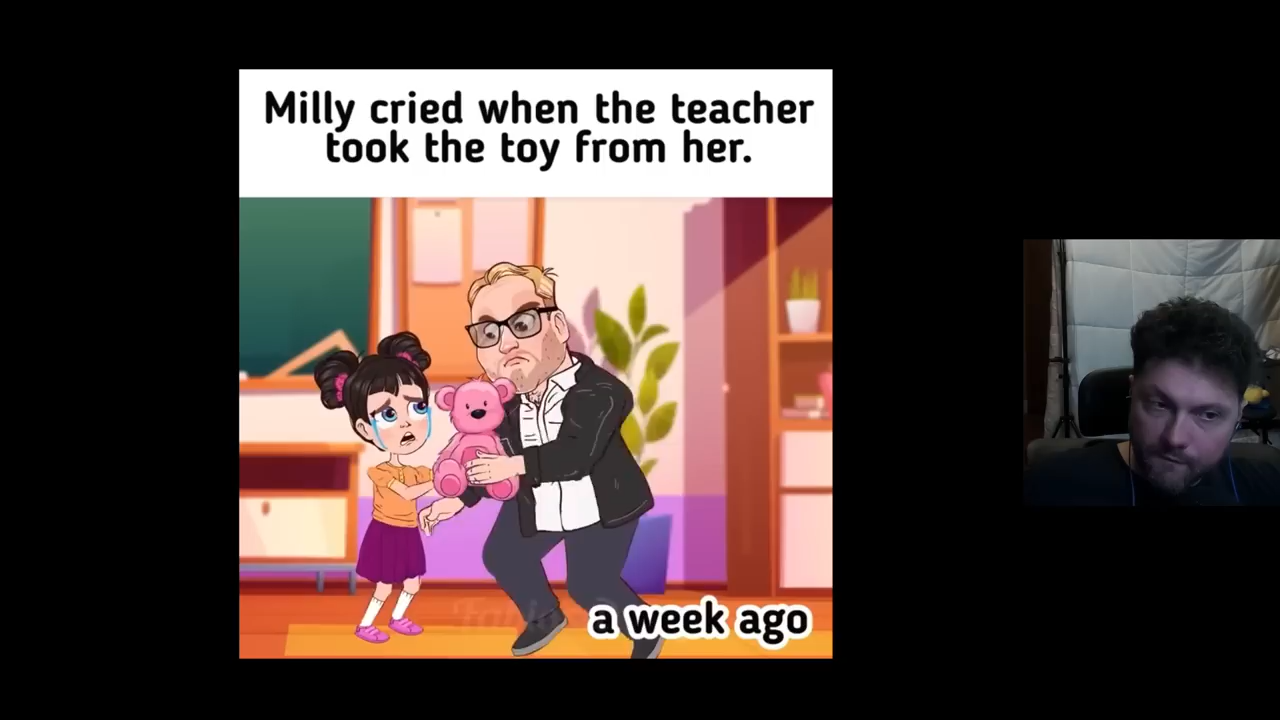 Milly cried when the teacher
took the toy from her.
a week ago